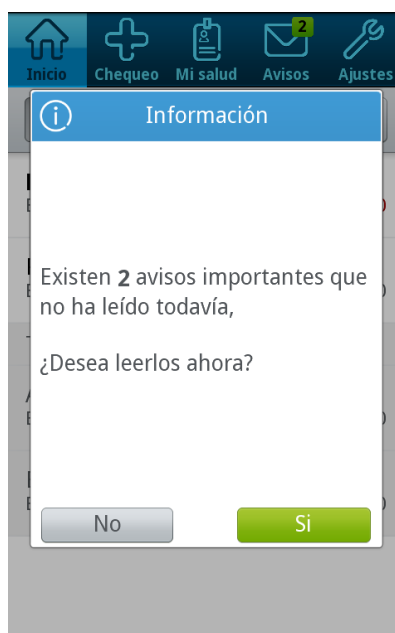 2
Inicio Chequeo Mi salud Avisos Ajustes
Información
Existen 2 avisos importantes que
no ha leído todavía,
¿Desea leerlos ahora?
No Si